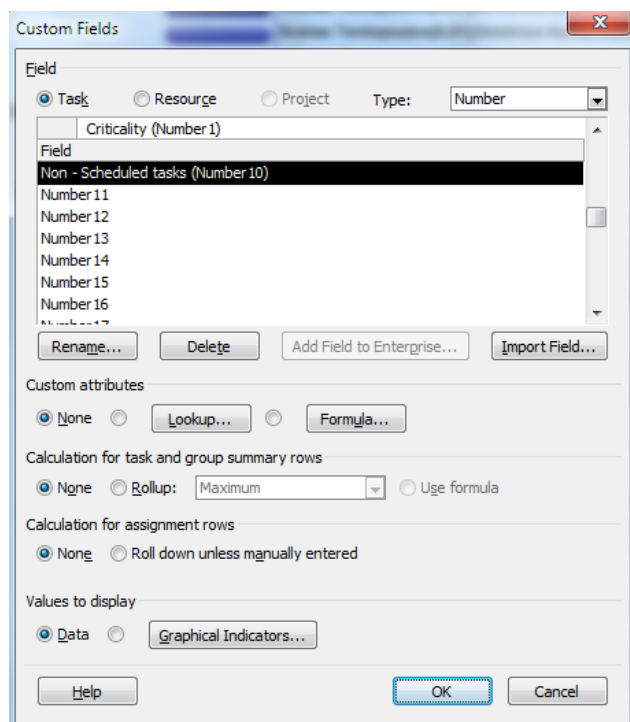 Custom Fields
Field
Task Resource Project Type: Number
Criticality (Number1)
Field
Non - Scheduled tasks (Number10)
Number11
Number12
Number13
Number14
Number15
Number16
Rename... Delete Add Field to Enterprise... Import Field...
Custom attributes
None Lookup... Formula...
Calculation for task and group summary rows
None Rollup: Maximum Use formula
Calculation for assignment rows
None Roll down unless manually entered
Values to display
Data Graphical Indicators...
Help OK Cancel